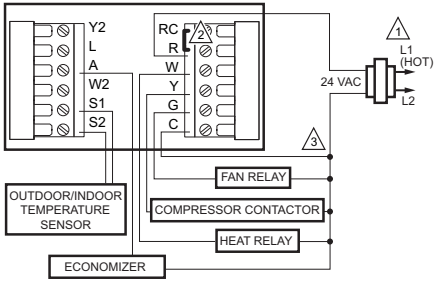 Y2
L
A
W2
S1
S2
RC
R
W
Y
G
C
2
1
L1
(HOT)
24 VAC
L2
3
FAN RELAY
OUTDOOR/INDOOR
TEMPERATURE
SENSOR
COMPRESSOR CONTACTOR
HEAT RELAY
ECONOMIZER